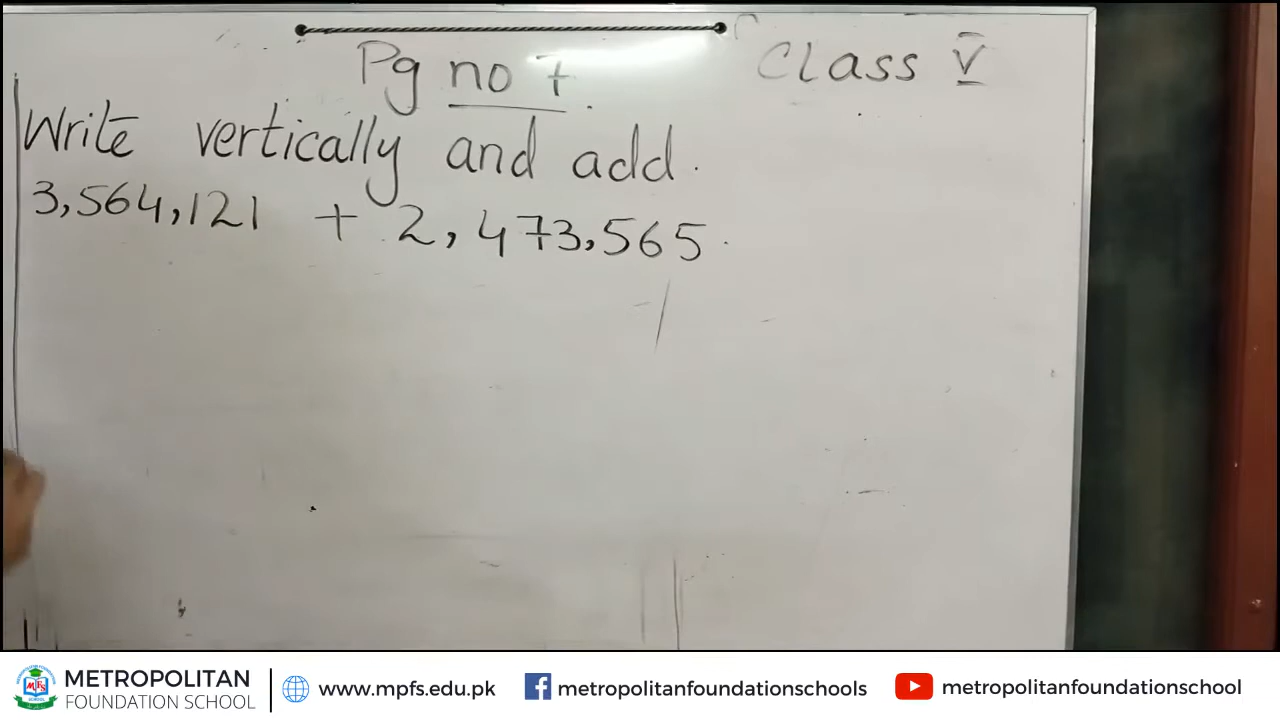 Pg no 7.
Class V
Write vertically and add.
3,564,121 + 2,473,565.
METROPOLITAN
FOUNDATION SCHOOL
www.mpfs.edu.pk
metropolitanfoundationschools
metropolitanfoundationschool